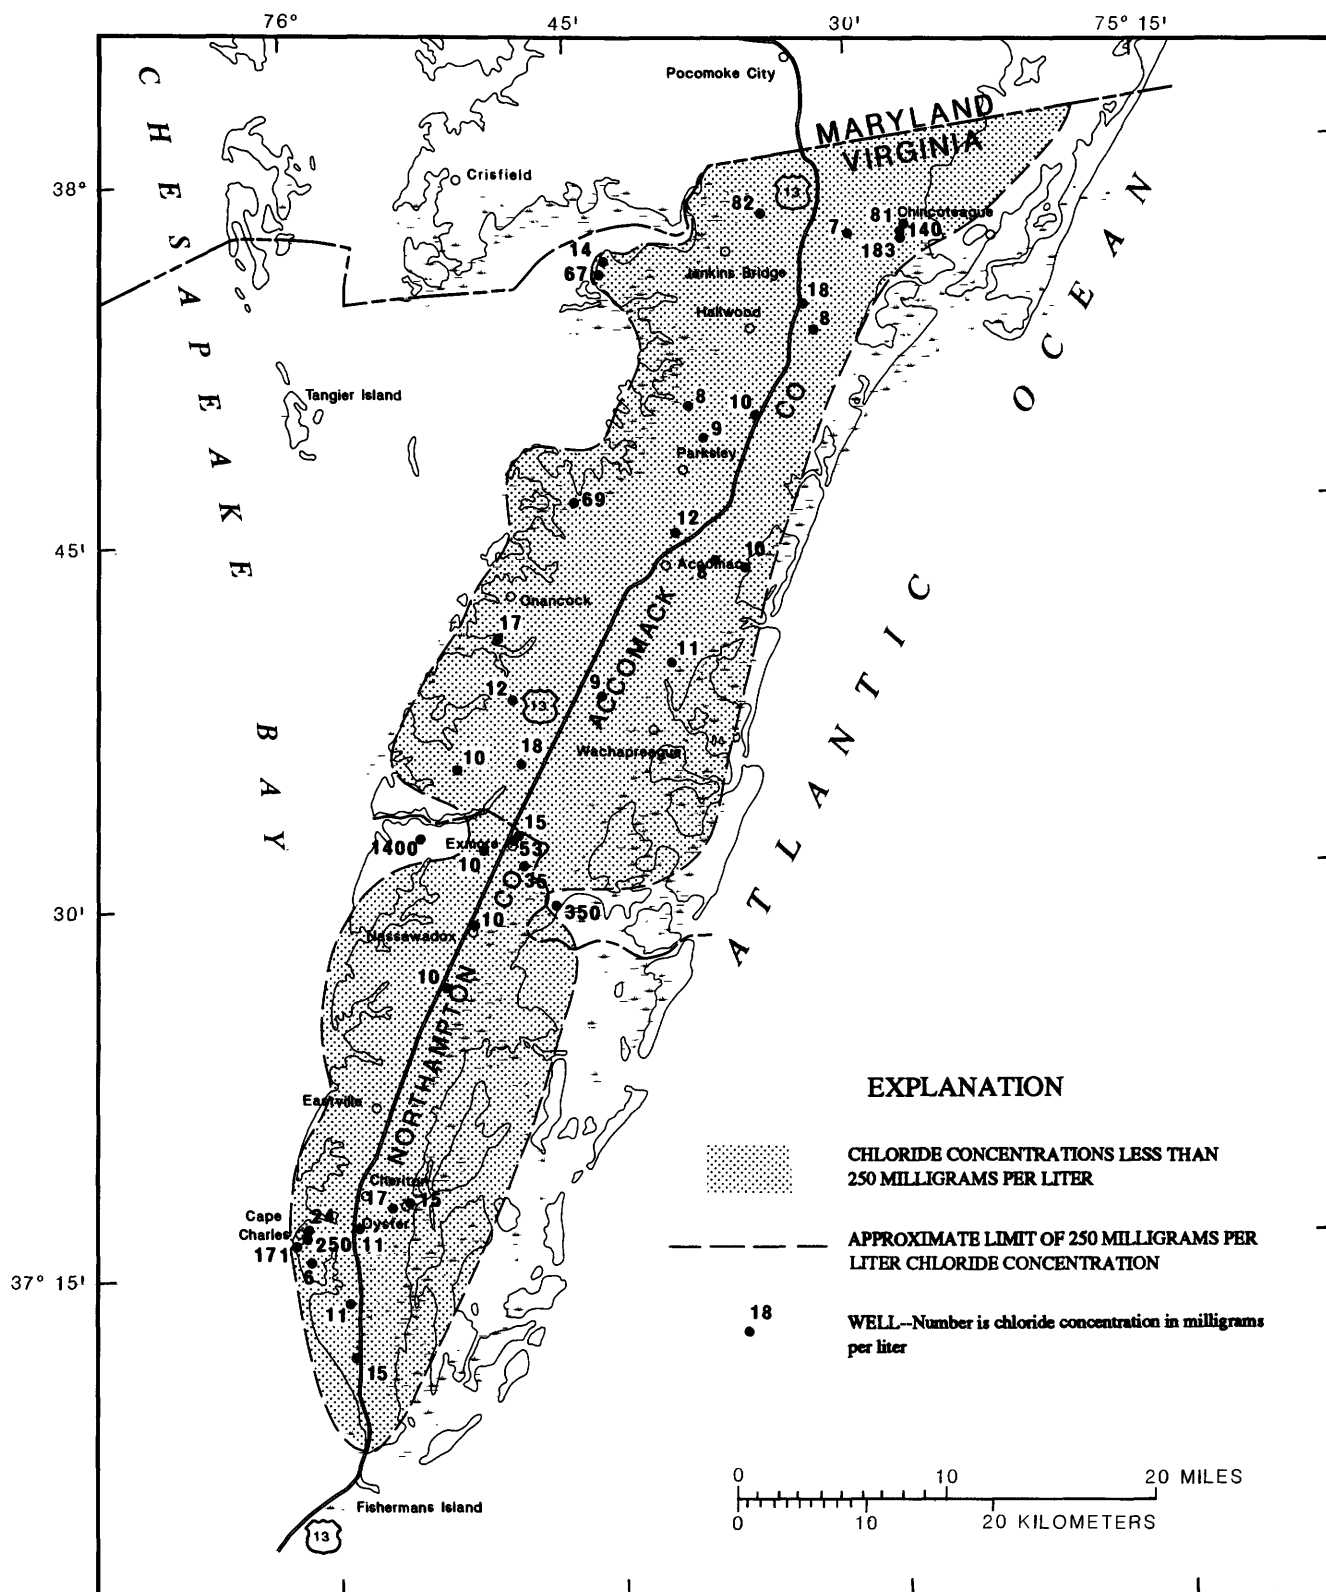 76°
45'
30'
75° 15'
Pocomoke City
MARYLAND
VIRGINIA
CHESAPEAKE BAY
Crisfield
38°
13
82
81
Chincoteague
7
140
183
14
67
Jenkins Bridge
18
Hallwood
8
ATLANTIC OCEAN
Tangier Island
8
10
ACCOMACK CO
9
Parksley
69
12
45'
10
Accomac
8
Onancock
17
11
9
12
13
Wachapreague
18
10
15
Exmore
1400
53
10
35
30'
350
10
Nassawadox
10
NORTHAMPTON CO
EXPLANATION
Eastville
CHLORIDE CONCENTRATIONS LESS THAN
250 MILLIGRAMS PER LITER
Cheriton
17
15
Cape
Charles
24
Oyster
250
11
171
6
APPROXIMATE LIMIT OF 250 MILLIGRAMS PER
LITER CHLORIDE CONCENTRATION
37° 15'
11
18
WELL--Number is chloride concentration in milligrams
per liter
15
0 10 20 MILES
0 10 20 KILOMETERS
Fishermans Island
13